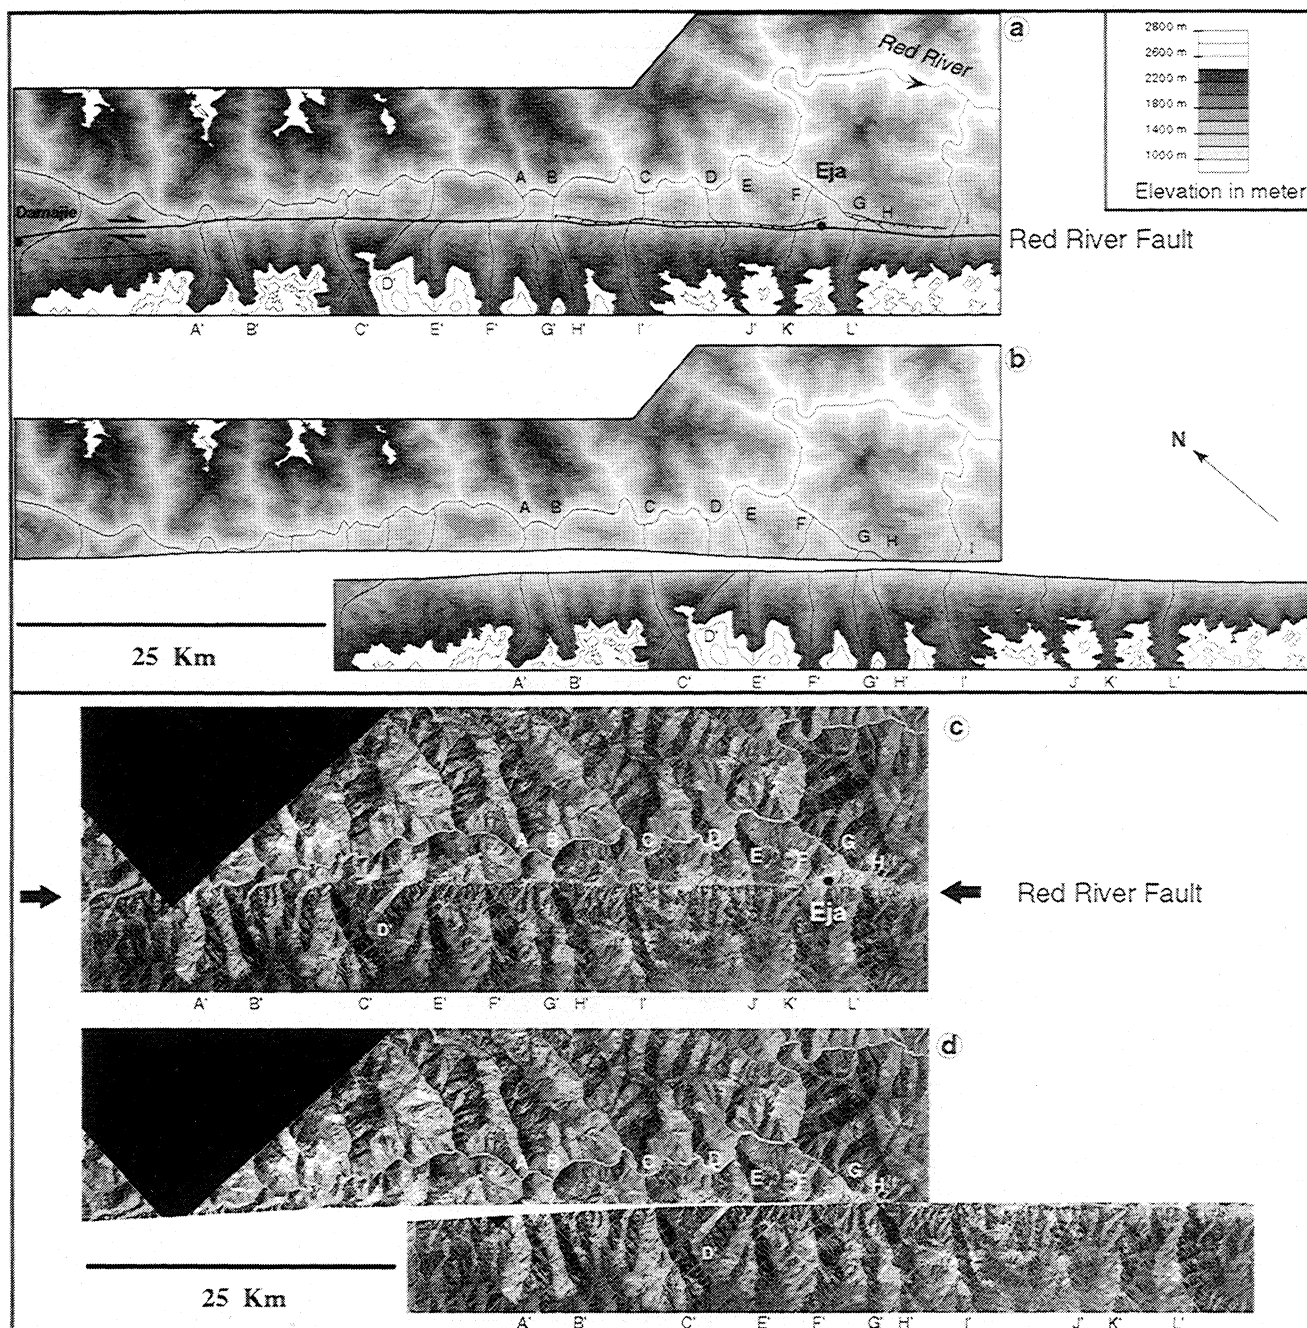 a
Red River
2800 m
2600 m
2200 m
1800 m
1400 m
1000 m
Elevation in meter
Damajie
A B C D E F Eja G H I
Red River Fault
D'
A' B' C' E' F' G' H' I' J' K' L'
b
N
A B C D E F G H I
25 Km
D'
A' B' C' E' F' G' H' I' J' K' L'
c
A B C D E F G H
Eja
Red River Fault
D'
A' B' C' E' F' G' H' I' J' K' L'
d
A B C D E F G H
25 Km
D'
A' B' C' E' F' G' H' I' J' K' L'